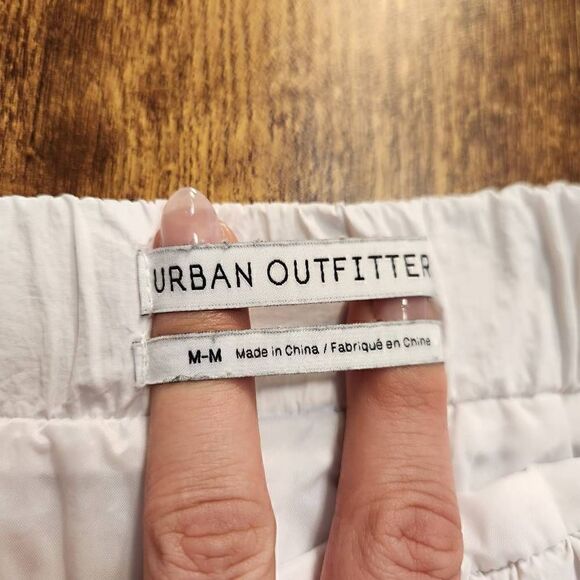 URBAN OUTFITTER
M-M Made in China / Fabriqué en Chine